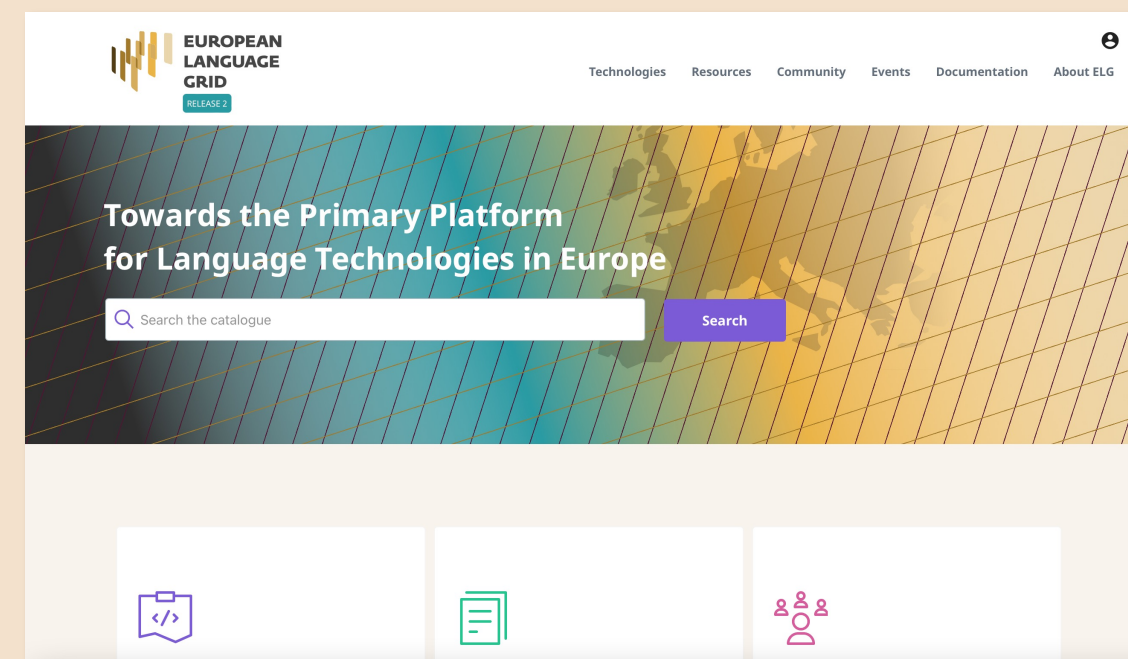 EUROPEAN
LANGUAGE
GRID
RELEASE 2
Technologies Resources Community Events Documentation About ELG
Towards the Primary Platform
for Language Technologies in Europe
Search the catalogue
Search